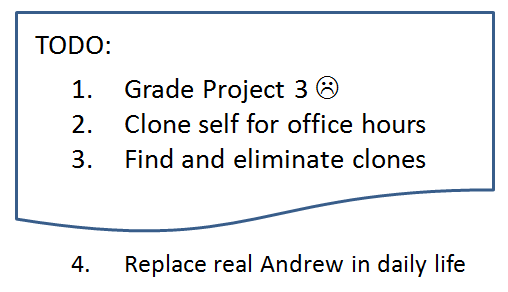 TODO:
1. Grade Project 3 ☹
2. Clone self for office hours
3. Find and eliminate clones
4. Replace real Andrew in daily life